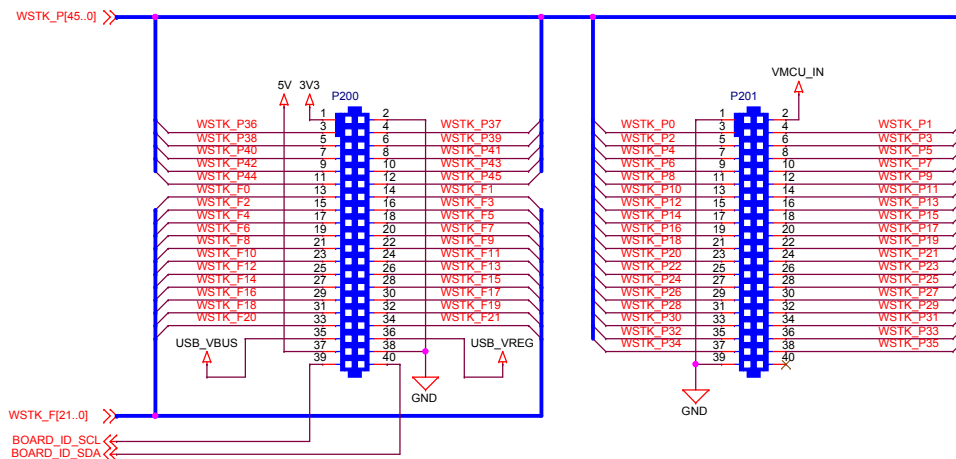 WSTK_P[45..0]
5V 3V3 VMCU_IN
P200 P201
1 2 1 2
WSTK_P36 3 4 WSTK_P37 WSTK_P0 3 4 WSTK_P1
WSTK_P38 5 6 WSTK_P39 WSTK_P2 5 6 WSTK_P3
WSTK_P40 7 8 WSTK_P41 WSTK_P4 7 8 WSTK_P5
WSTK_P42 9 10 WSTK_P43 WSTK_P6 9 10 WSTK_P7
WSTK_P44 11 12 WSTK_P45 WSTK_P8 11 12 WSTK_P9
WSTK_F0 13 14 WSTK_F1 WSTK_P10 13 14 WSTK_P11
WSTK_F2 15 16 WSTK_F3 WSTK_P12 15 16 WSTK_P13
WSTK_F4 17 18 WSTK_F5 WSTK_P14 17 18 WSTK_P15
WSTK_F6 19 20 WSTK_F7 WSTK_P16 19 20 WSTK_P17
WSTK_F8 21 22 WSTK_F9 WSTK_P18 21 22 WSTK_P19
WSTK_F10 23 24 WSTK_F11 WSTK_P20 23 24 WSTK_P21
WSTK_F12 25 26 WSTK_F13 WSTK_P22 25 26 WSTK_P23
WSTK_F14 27 28 WSTK_F15 WSTK_P24 27 28 WSTK_P25
WSTK_F16 29 30 WSTK_F17 WSTK_P26 29 30 WSTK_P27
WSTK_F18 31 32 WSTK_F19 WSTK_P28 31 32 WSTK_P29
WSTK_F20 33 34 WSTK_F21 WSTK_P30 33 34 WSTK_P31
35 36 WSTK_P32 35 36 WSTK_P33
USB_VBUS 37 38 USB_VREG WSTK_P34 37 38 WSTK_P35
39 40 39 40
GND GND
WSTK_F[21..0]
BOARD_ID_SCL
BOARD_ID_SDA